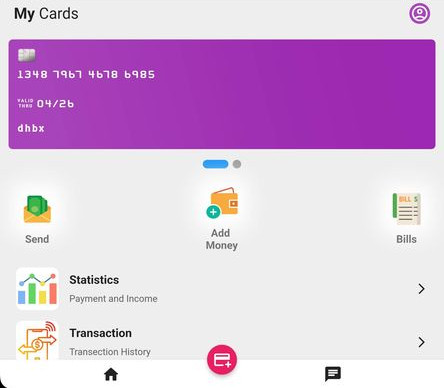 My Cards
1348 7967 4678 6985
VALID THRU 04/26
dhbx
Send
Add
Money
BILL $
Bills
Statistics
Payment and Income
Transaction
Transection History